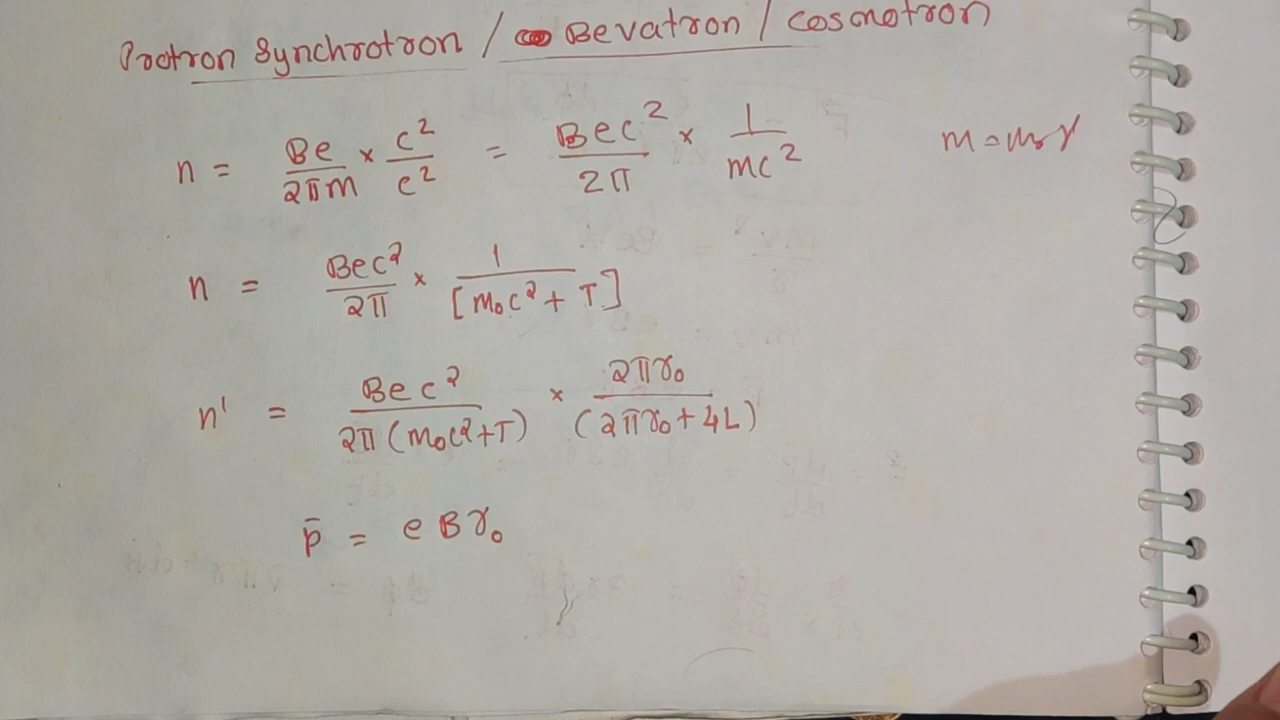 Protron Synchrotron / Bevatron / Cosmotron
n = Be/2πm × c²/c² = Bec²/2π × 1/mc² m = m₀γ
n = Bec²/2π × 1/[m₀c² + T]
n' = Bec²/2π(m₀c²+T) × 2πr₀/(2πr₀ + 4L)
p̄ = eBr₀